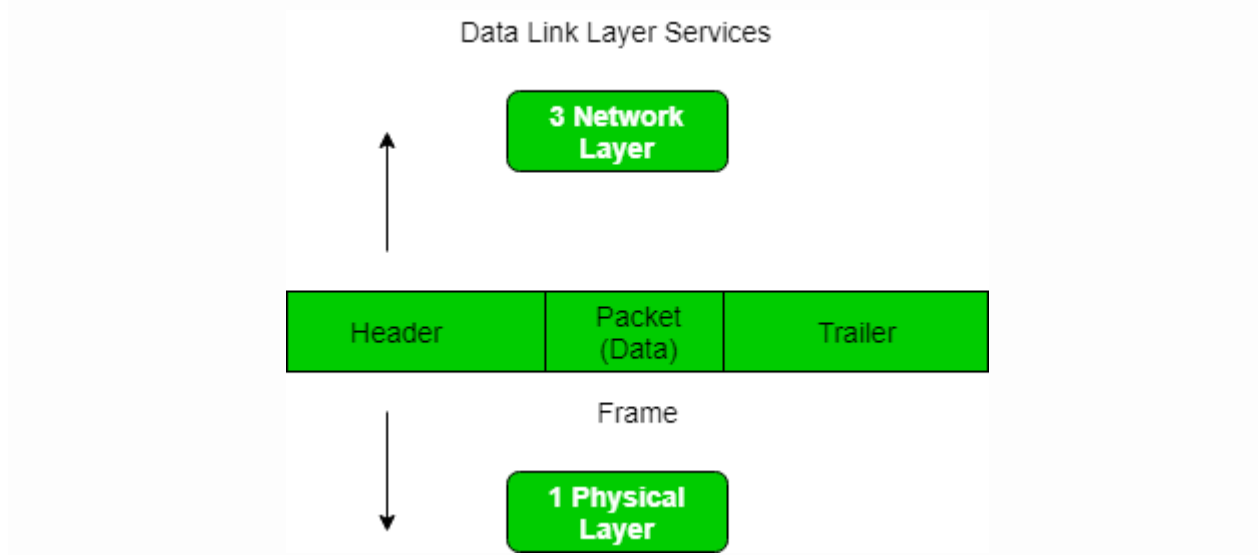 Data Link Layer Services
3 Network
Layer
Header
Packet
(Data)
Trailer
Frame
1 Physical
Layer